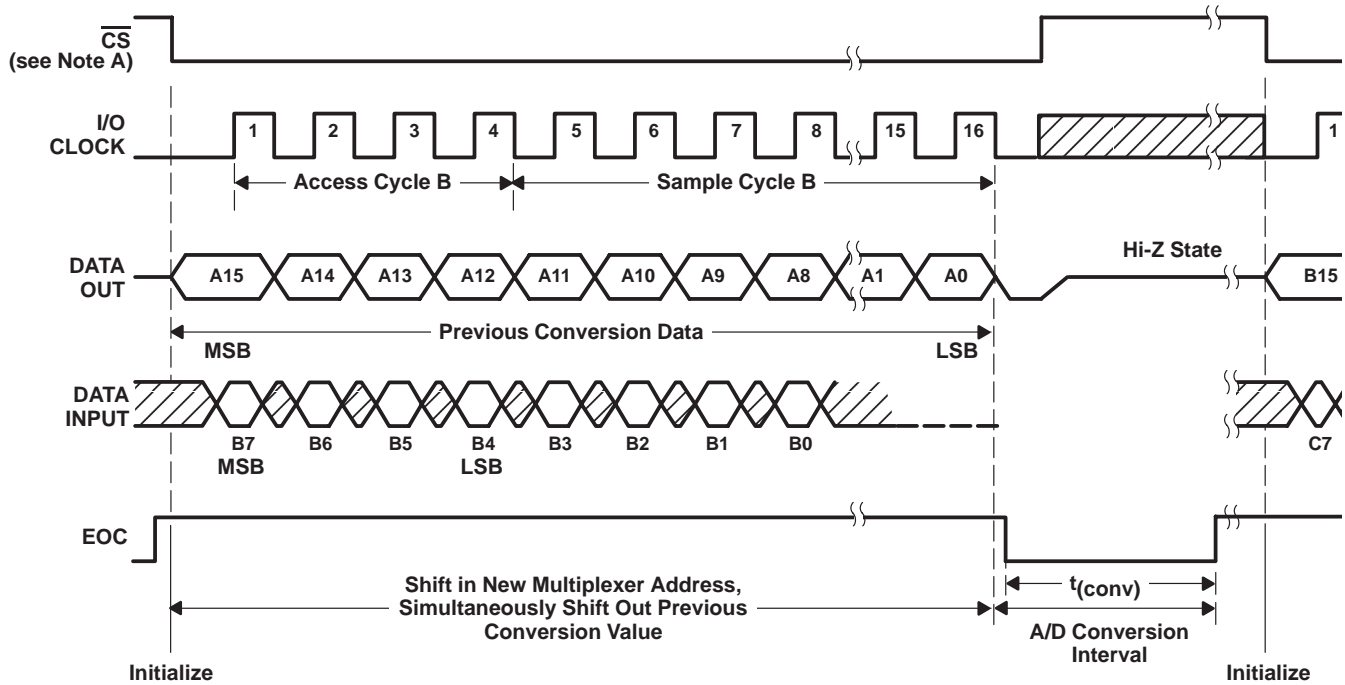 CS
(see Note A)
I/O
CLOCK
1 2 3 4 5 6 7 8 15 16 1
Access Cycle B Sample Cycle B
Hi-Z State
DATA
OUT
A15 A14 A13 A12 A11 A10 A9 A8 A1 A0 B15
Previous Conversion Data
MSB LSB
DATA
INPUT
B7 B6 B5 B4 B3 B2 B1 B0 C7
MSB LSB
EOC
Shift in New Multiplexer Address,
Simultaneously Shift Out Previous
Conversion Value
t(conv)
A/D Conversion
Interval
Initialize Initialize